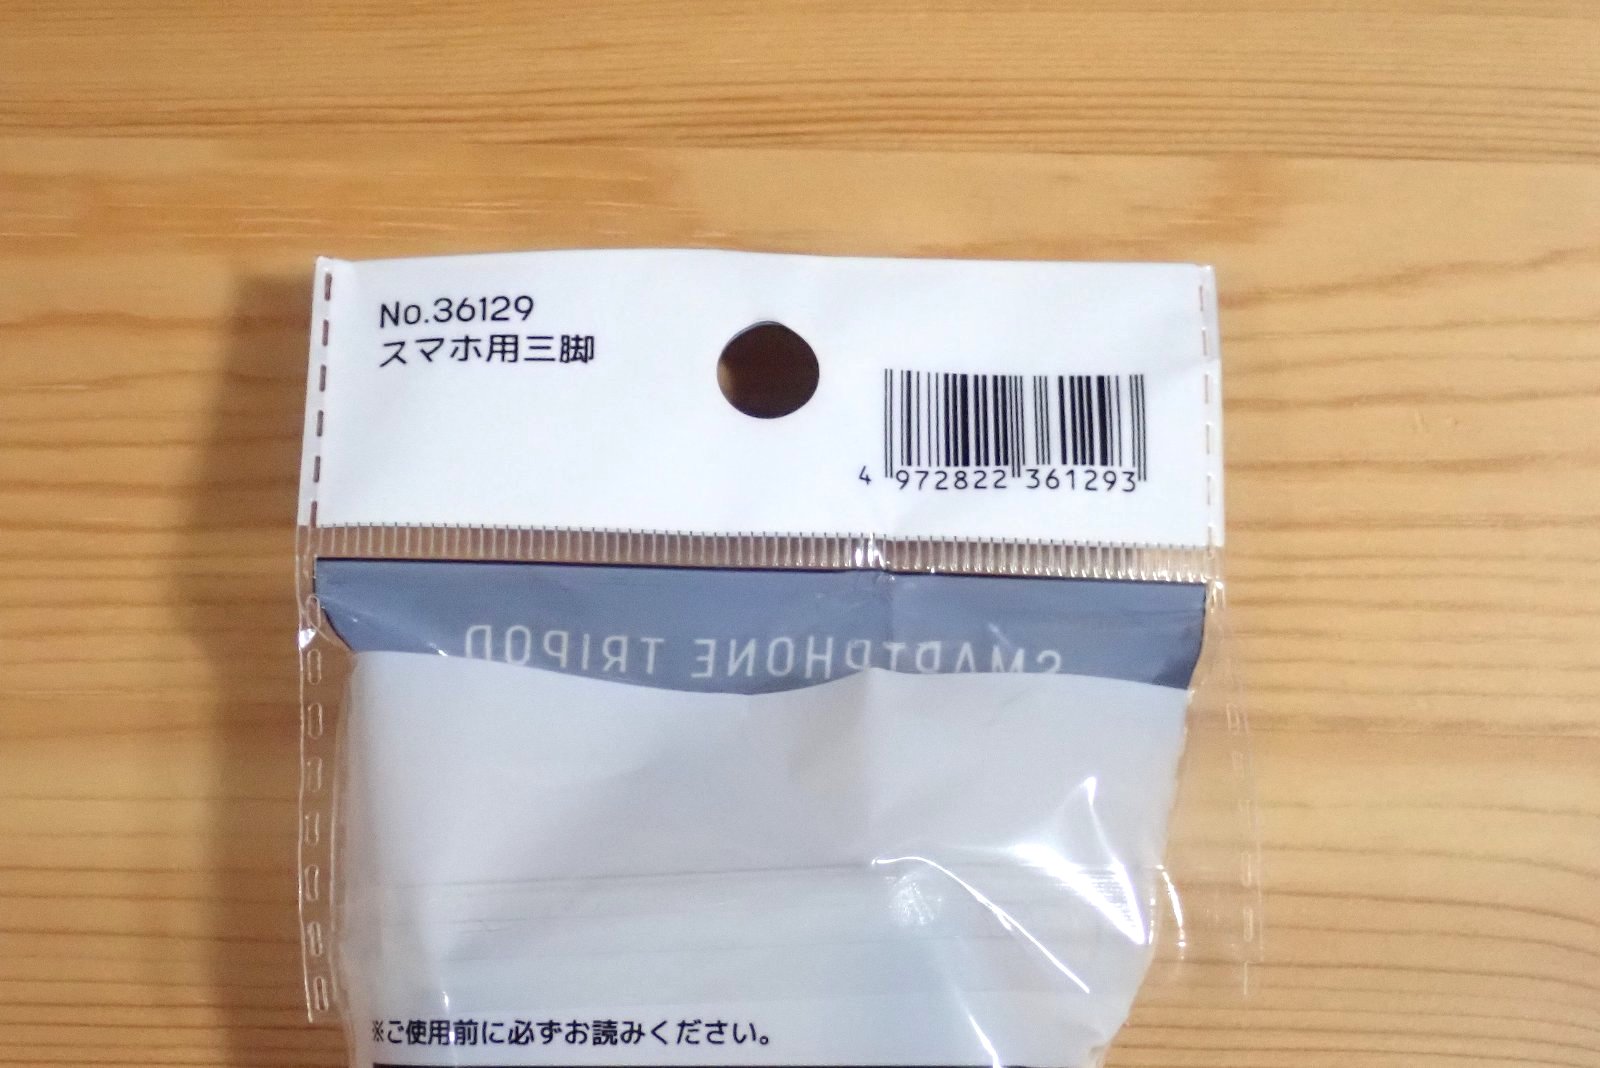 No.36129
スマホ用三脚
4 972822 361293
SMARTPHONE TRIPOD
※ご使用前に必ずお読みください。